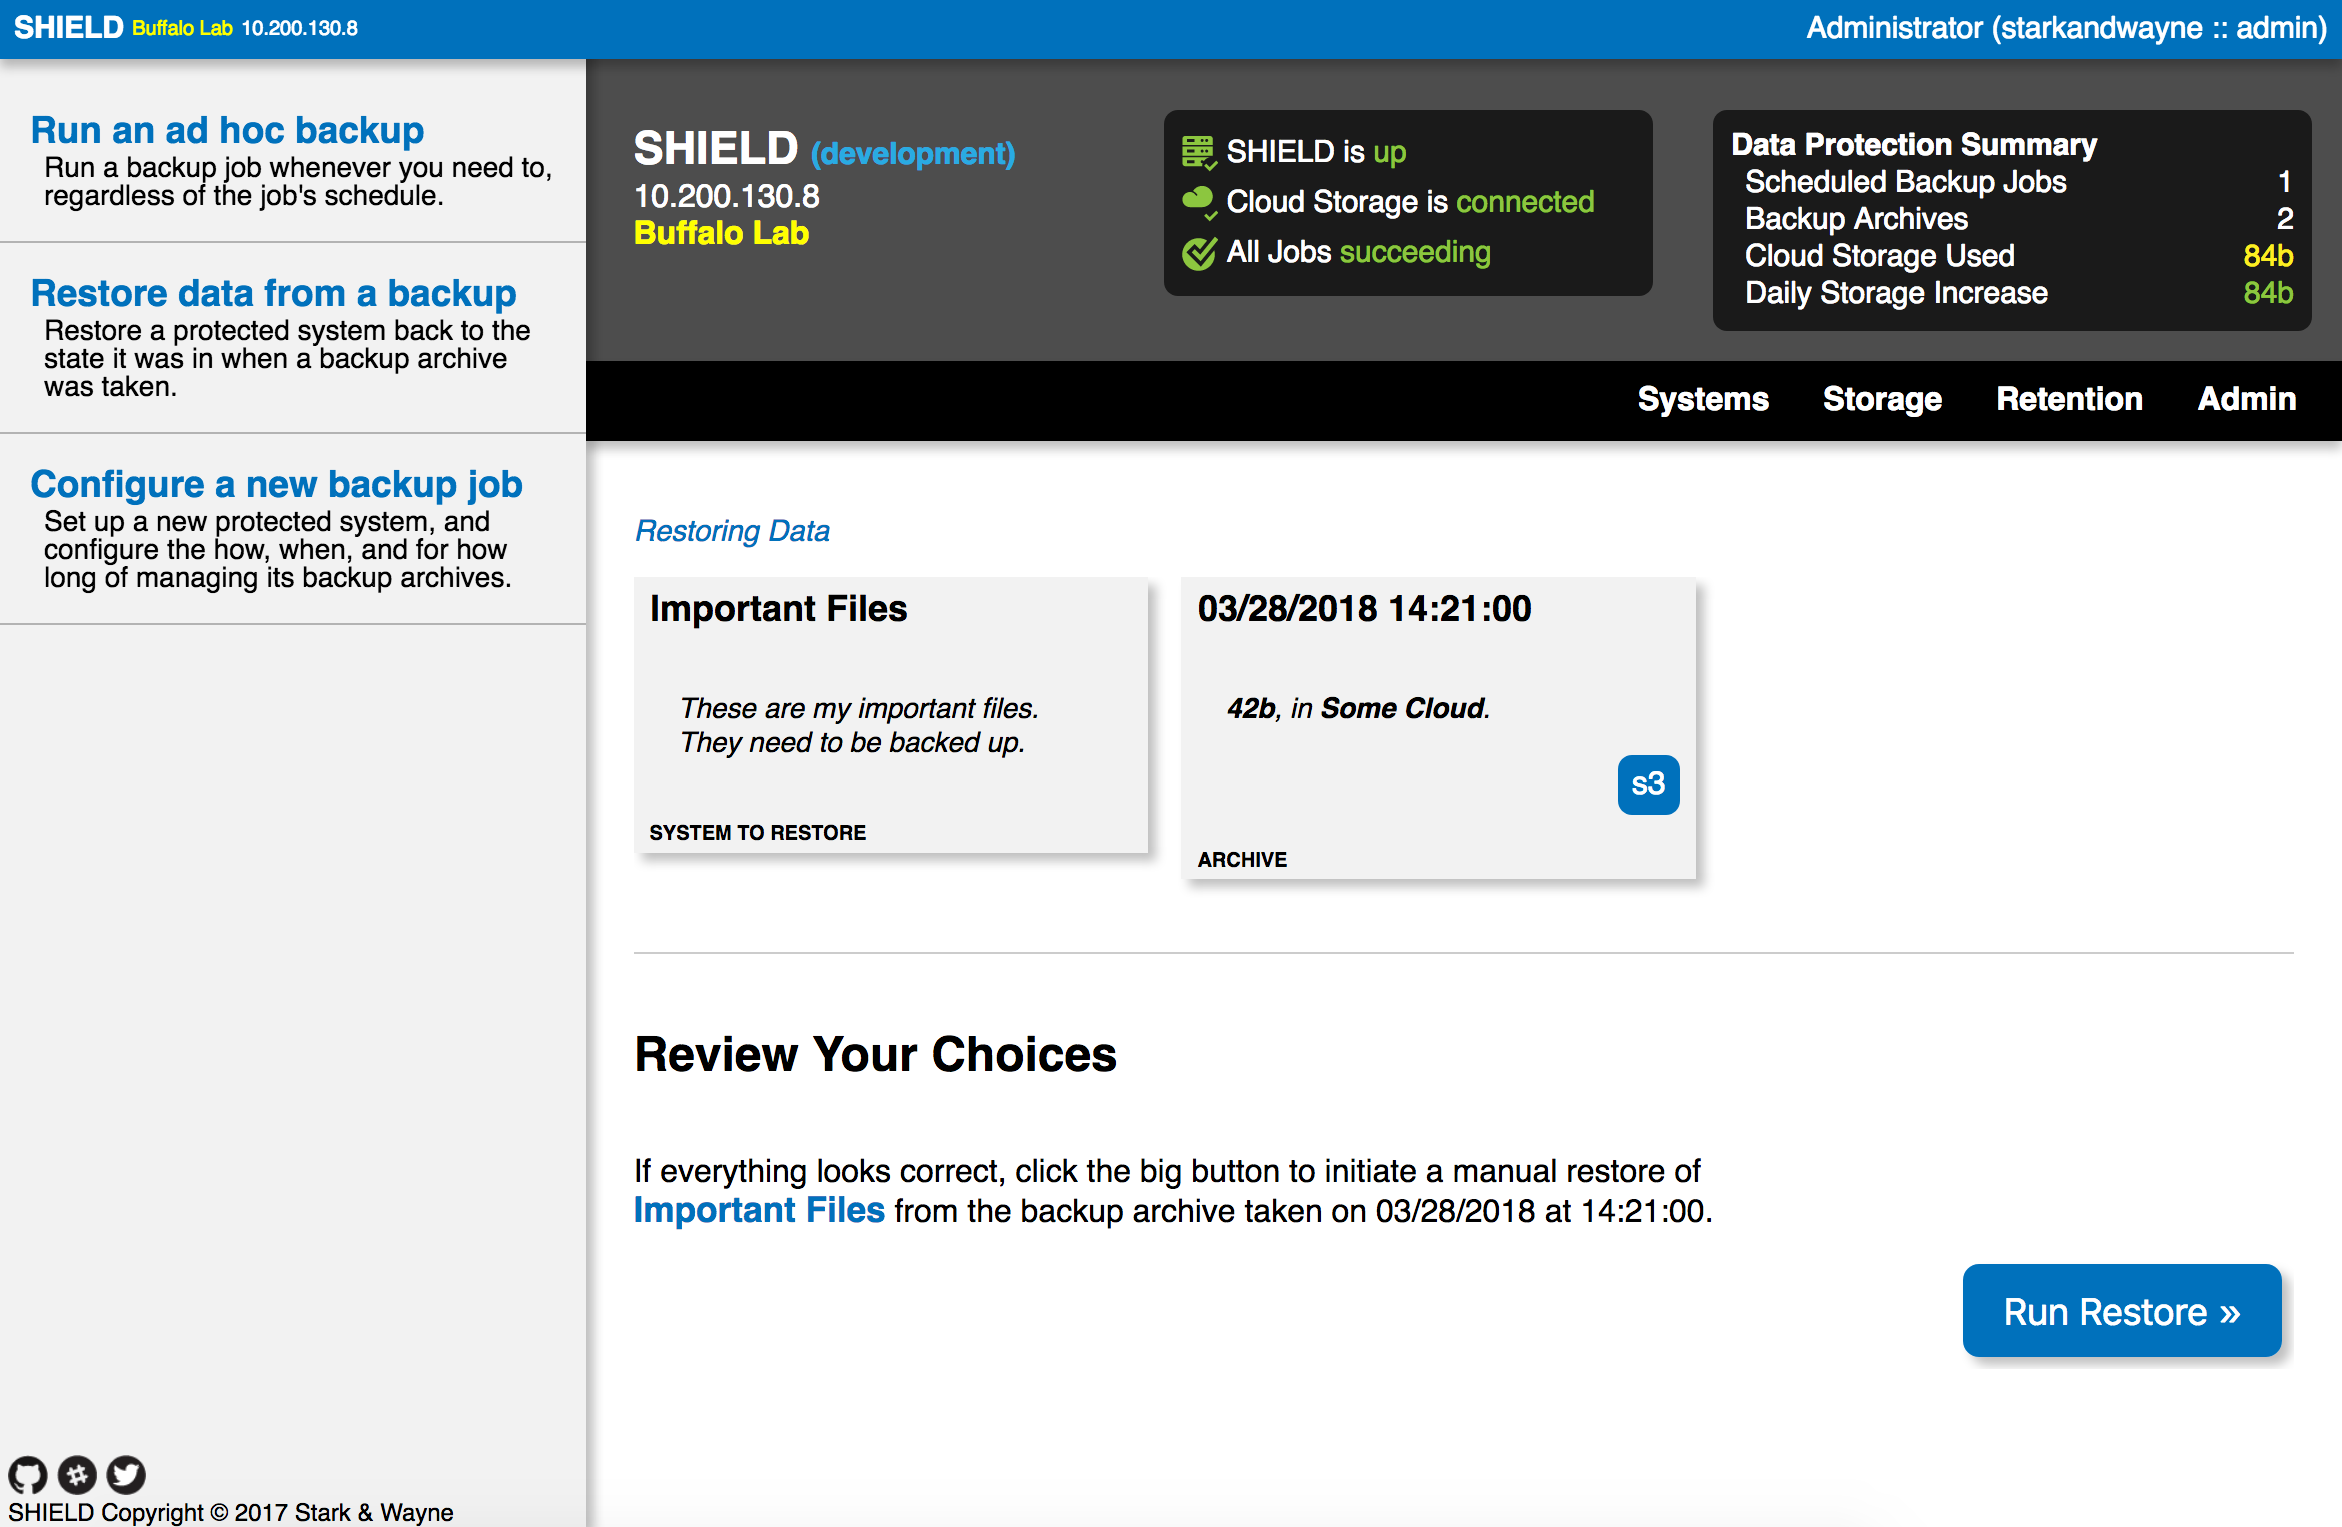 SHIELD Buffalo Lab 10.200.130.8
Administrator (starkandwayne :: admin)
Run an ad hoc backup
Run a backup job whenever you need to,
regardless of the job's schedule.
Restore data from a backup
Restore a protected system back to the
state it was in when a backup archive
was taken.
Configure a new backup job
Set up a new protected system, and
configure the how, when, and for how
long of managing its backup archives.
SHIELD (development)
10.200.130.8
Buffalo Lab
SHIELD is up
Cloud Storage is connected
All Jobs succeeding
Data Protection Summary
Scheduled Backup Jobs 1
Backup Archives 2
Cloud Storage Used 84b
Daily Storage Increase 84b
Systems Storage Retention Admin
Restoring Data
Important Files
These are my important files.
They need to be backed up.
SYSTEM TO RESTORE
03/28/2018 14:21:00
42b, in Some Cloud.
s3
ARCHIVE
Review Your Choices
If everything looks correct, click the big button to initiate a manual restore of
Important Files from the backup archive taken on 03/28/2018 at 14:21:00.
Run Restore »
SHIELD Copyright © 2017 Stark & Wayne